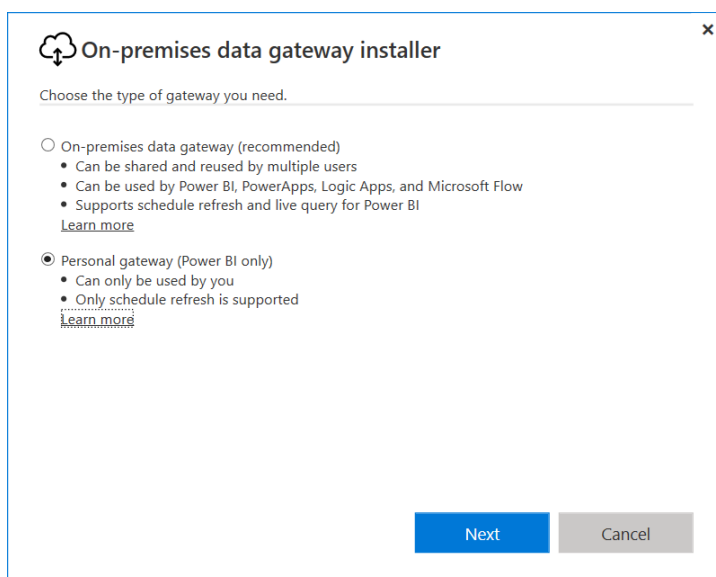 On-premises data gateway installer
Choose the type of gateway you need.
On-premises data gateway (recommended)
• Can be shared and reused by multiple users
• Can be used by Power BI, PowerApps, Logic Apps, and Microsoft Flow
• Supports schedule refresh and live query for Power BI
Learn more
Personal gateway (Power BI only)
• Can only be used by you
• Only schedule refresh is supported
Learn more
Next
Cancel